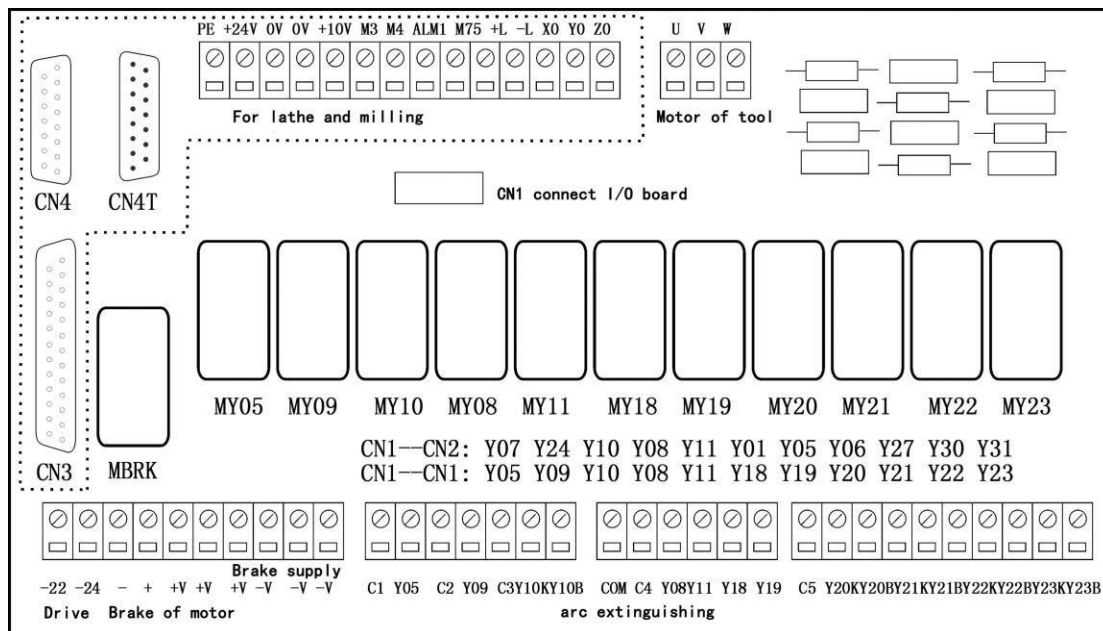 PE +24V 0V 0V +10V M3 M4 ALM1 M75 +L -L X0 Y0 Z0
U V W
For lathe and milling
Motor of tool
CN4 CN4T
CN1 connect I/O board
MY05 MY09 MY10 MY08 MY11 MY18 MY19 MY20 MY21 MY22 MY23
CN1--CN2: Y07 Y24 Y10 Y08 Y11 Y01 Y05 Y06 Y27 Y30 Y31
CN1--CN1: Y05 Y09 Y10 Y08 Y11 Y18 Y19 Y20 Y21 Y22 Y23
CN3 MBRK
Brake supply
-22 -24 - + +V +V +V -V -V -V
C1 Y05 C2 Y09 C3Y10KY10B
COM C4 Y08Y11 Y18 Y19
C5 Y20KY20BY21KY21BY22KY22BY23KY23B
Drive Brake of motor
arc extinguishing